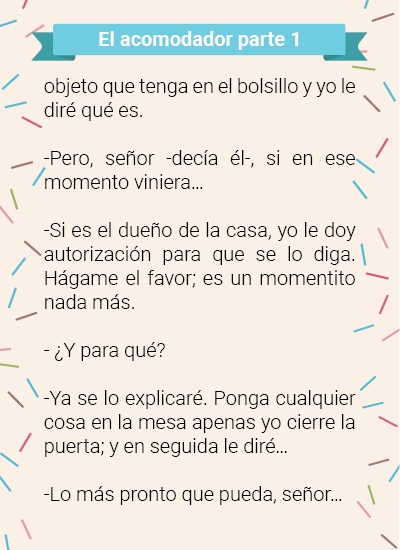 El acomodador parte 1
objeto que tenga en el bolsillo y yo le
diré qué es.
-Pero, señor -decía él-, si en ese
momento viniera...
-Si es el dueño de la casa, yo le doy
autorización para que se lo diga.
Hágame el favor; es un momentito
nada más.
- ¿Y para qué?
-Ya se lo explicaré. Ponga cualquier
cosa en la mesa apenas yo cierre la
puerta; y en seguida le diré...
-Lo más pronto que pueda, señor...